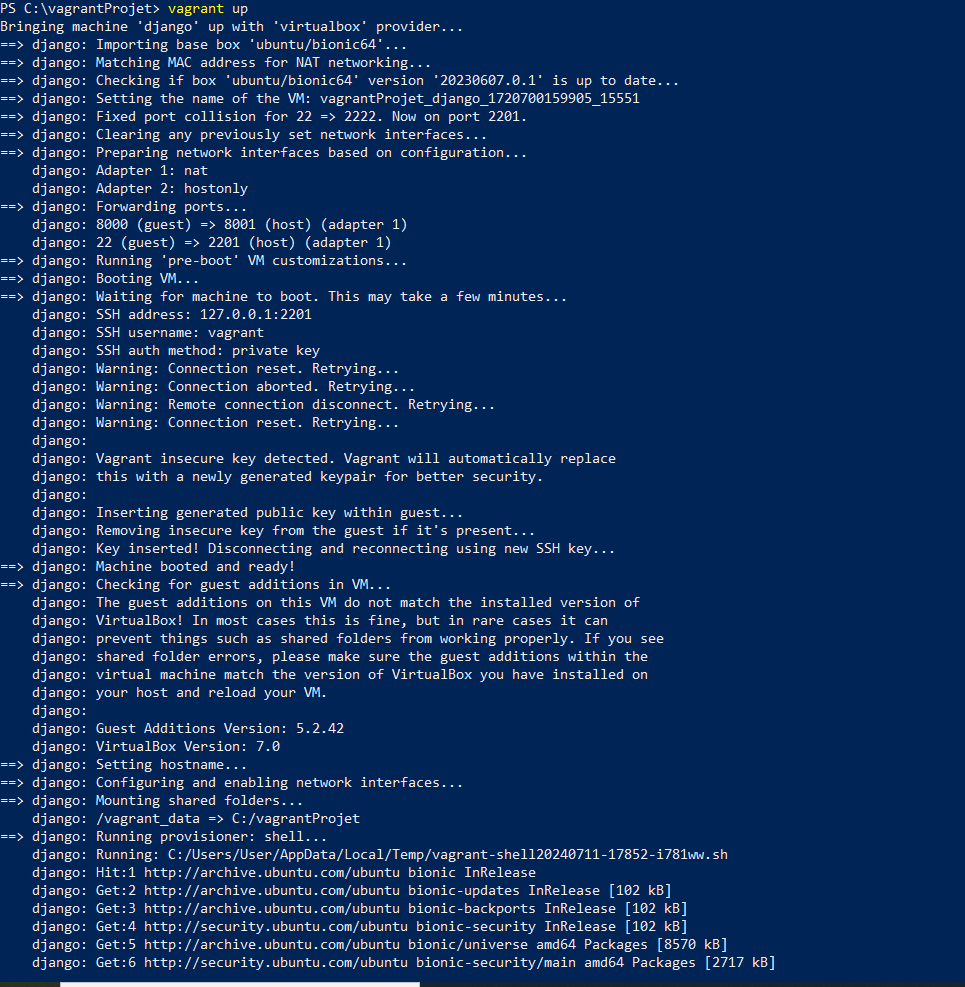 PS C:\vagrantProjet> vagrant up
Bringing machine 'django' up with 'virtualbox' provider...
==> django: Importing base box 'ubuntu/bionic64'...
==> django: Matching MAC address for NAT networking...
==> django: Checking if box 'ubuntu/bionic64' version '20230607.0.1' is up to date...
==> django: Setting the name of the VM: vagrantProjet_django_1720700159905_15551
==> django: Fixed port collision for 22 => 2222. Now on port 2201.
==> django: Clearing any previously set network interfaces...
==> django: Preparing network interfaces based on configuration...
    django: Adapter 1: nat
    django: Adapter 2: hostonly
==> django: Forwarding ports...
    django: 8000 (guest) => 8001 (host) (adapter 1)
    django: 22 (guest) => 2201 (host) (adapter 1)
==> django: Running 'pre-boot' VM customizations...
==> django: Booting VM...
==> django: Waiting for machine to boot. This may take a few minutes...
    django: SSH address: 127.0.0.1:2201
    django: SSH username: vagrant
    django: SSH auth method: private key
    django: Warning: Connection reset. Retrying...
    django: Warning: Connection aborted. Retrying...
    django: Warning: Remote connection disconnect. Retrying...
    django: Warning: Connection reset. Retrying...
    django:
    django: Vagrant insecure key detected. Vagrant will automatically replace
    django: this with a newly generated keypair for better security.
    django:
    django: Inserting generated public key within guest...
    django: Removing insecure key from the guest if it's present...
    django: Key inserted! Disconnecting and reconnecting using new SSH key...
==> django: Machine booted and ready!
==> django: Checking for guest additions in VM...
    django: The guest additions on this VM do not match the installed version of
    django: VirtualBox! In most cases this is fine, but in rare cases it can
    django: prevent things such as shared folders from working properly. If you see
    django: shared folder errors, please make sure the guest additions within the
    django: virtual machine match the version of VirtualBox you have installed on
    django: your host and reload your VM.
    django:
    django: Guest Additions Version: 5.2.42
    django: VirtualBox Version: 7.0
==> django: Setting hostname...
==> django: Configuring and enabling network interfaces...
==> django: Mounting shared folders...
    django: /vagrant_data => C:/vagrantProjet
==> django: Running provisioner: shell...
    django: Running: C:/Users/User/AppData/Local/Temp/vagrant-shell20240711-17852-i781ww.sh
    django: Hit:1 http://archive.ubuntu.com/ubuntu bionic InRelease
    django: Get:2 http://archive.ubuntu.com/ubuntu bionic-updates InRelease [102 kB]
    django: Get:3 http://archive.ubuntu.com/ubuntu bionic-backports InRelease [102 kB]
    django: Get:4 http://security.ubuntu.com/ubuntu bionic-security InRelease [102 kB]
    django: Get:5 http://archive.ubuntu.com/ubuntu bionic/universe amd64 Packages [8570 kB]
    django: Get:6 http://security.ubuntu.com/ubuntu bionic-security/main amd64 Packages [2717 kB]